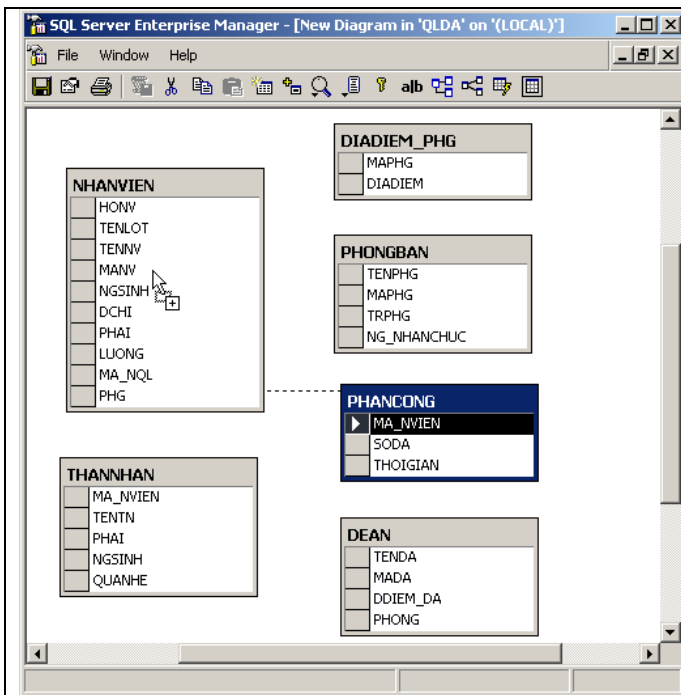 SQL Server Enterprise Manager - [New Diagram in 'QLDA' on '(LOCAL)']
File Window Help
ab
DIADIEM_PHG
MAPHG
DIADIEM
NHANVIEN
HONV
TENLOT
TENNV
MANV
NGSINH
DCHI
PHAI
LUONG
MA_NQL
PHG
PHONGBAN
TENPHG
MAPHG
TRPHG
NG_NHANCHUC
PHANCONG
MA_NVIEN
SODA
THOIGIAN
THANNHAN
MA_NVIEN
TENTN
PHAI
NGSINH
QUANHE
DEAN
TENDA
MADA
DDIEM_DA
PHONG